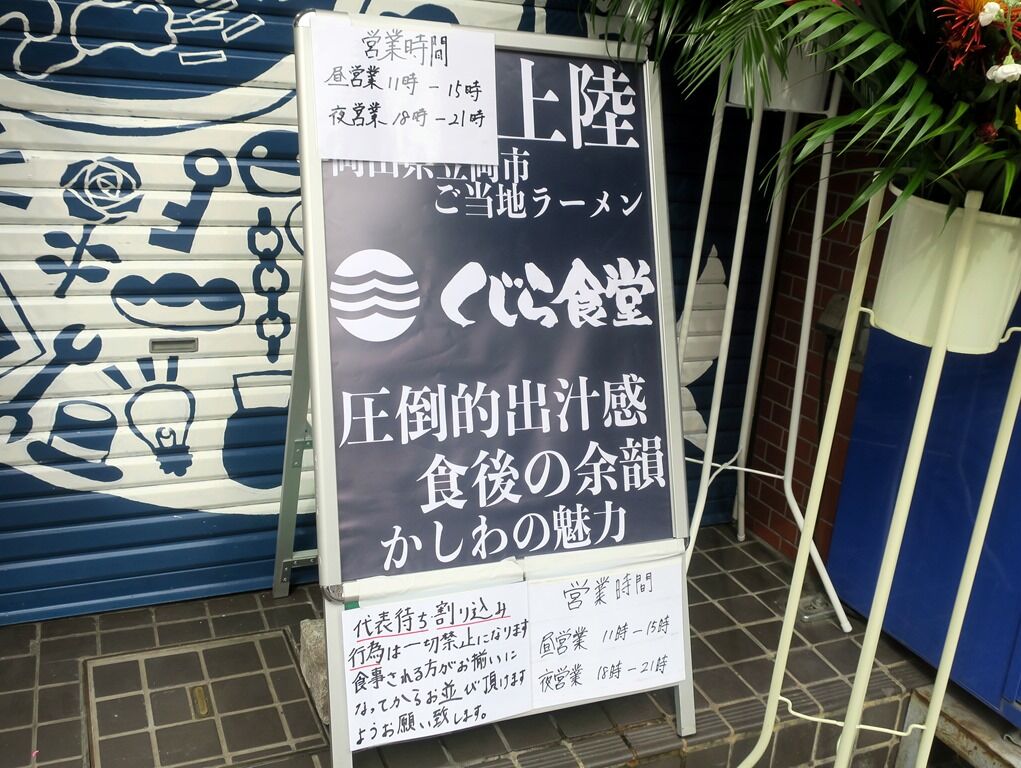 営業時間
昼営業 11時－15時
夜営業 18時－21時
上陸
岡山県笠岡市
ご当地ラーメン
くじら食堂
圧倒的出汁感
食後の余韻
かしわの魅力
代表待ち割り込み
行為は一切禁止になります
食事される方がお揃いに
なってからお並び頂けます
ようお願い致します。
営業時間
昼営業 11時－15時
夜営業 18時－21時